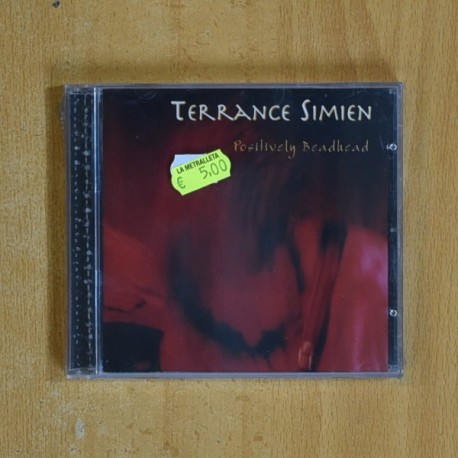 TERRANCE SIMIEN
Positively Beadhead
LA METRALLETA
€ 5,00